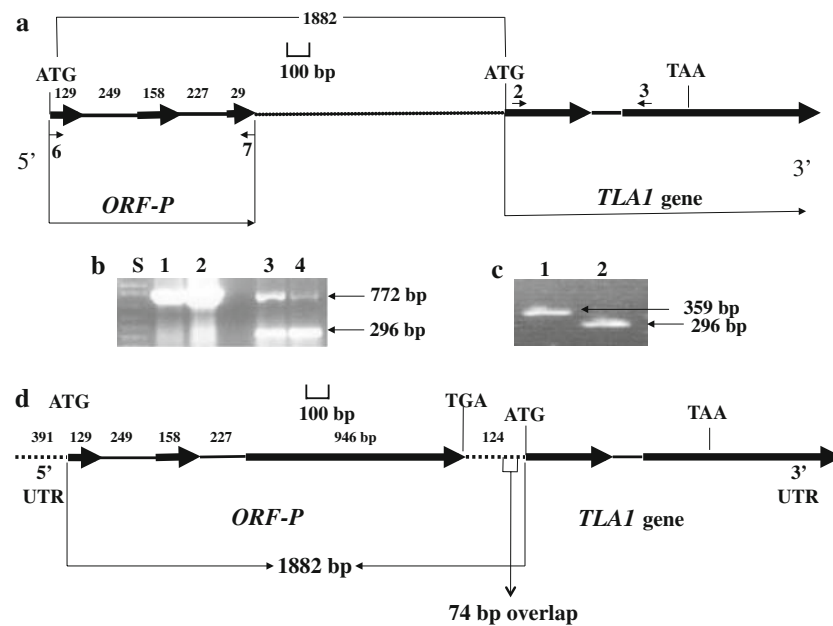 a
1882
100 bp
ATG
ATG
TAA
129 249 158 227 29
2 3
6 7
5’ 3’
ORF-P
TLA1 gene
b S 1 2 3 4
772 bp
296 bp
c 1 2
359 bp
296 bp
d
ATG
100 bp
TGA
ATG
TAA
391 129 249 158 227 946 bp 124
5’ UTR
3’ UTR
ORF-P
TLA1 gene
1882 bp
74 bp overlap